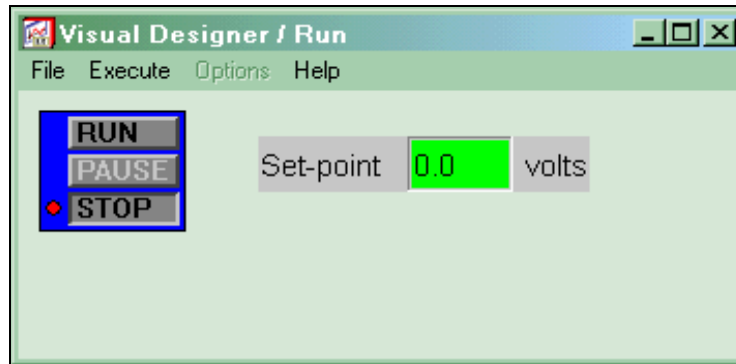 Visual Designer / Run
File Execute Options Help
RUN
PAUSE
STOP
Set-point 0.0 volts